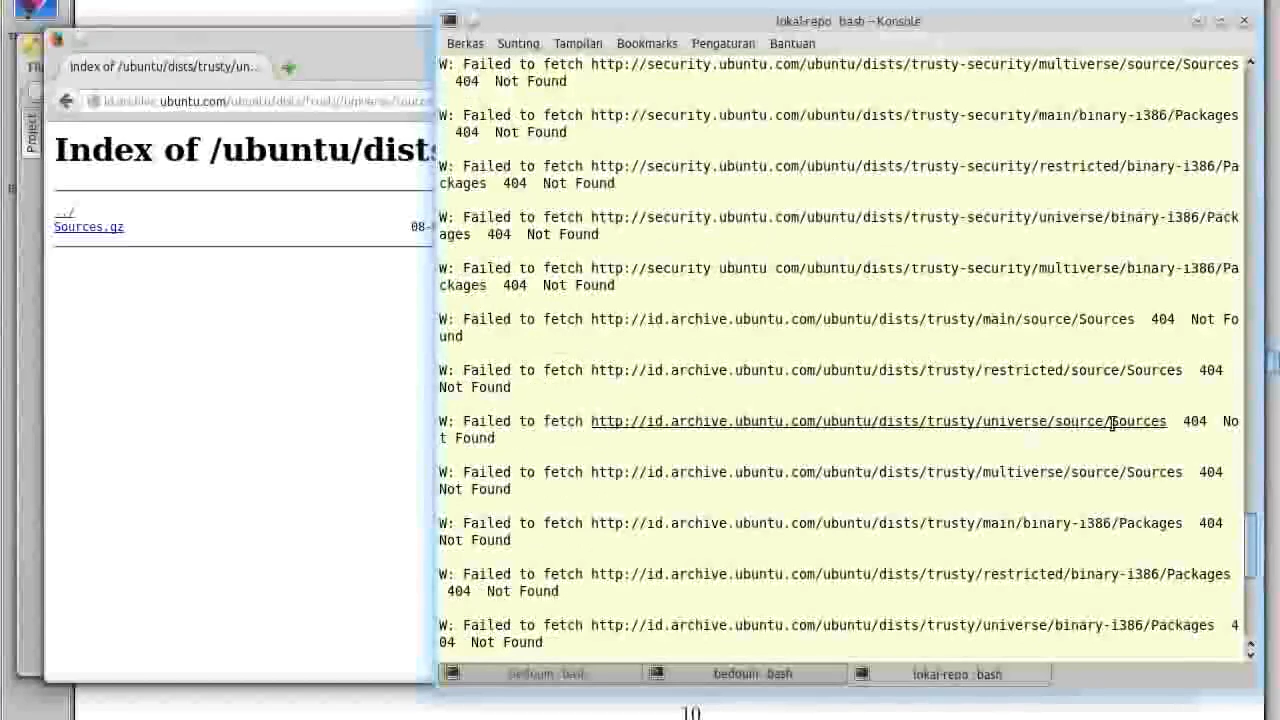 lokal-repo : bash – Konsole
Berkas Sunting Tampilan Bookmarks Pengaturan Bantuan
Index of /ubuntu/dists/trusty/un...
Index of /ubuntu/dists
../
Sources.gz 08-
Project
W: Failed to fetch http://security.ubuntu.com/ubuntu/dists/trusty-security/multiverse/source/Sources
404 Not Found
W: Failed to fetch http://security.ubuntu.com/ubuntu/dists/trusty-security/main/binary-i386/Packages
404 Not Found
W: Failed to fetch http://security.ubuntu.com/ubuntu/dists/trusty-security/restricted/binary-i386/Pa
ckages 404 Not Found
W: Failed to fetch http://security.ubuntu.com/ubuntu/dists/trusty-security/universe/binary-i386/Pack
ages 404 Not Found
W: Failed to fetch http://security ubuntu com/ubuntu/dists/trusty-security/multiverse/binary-i386/Pa
ckages 404 Not Found
W: Failed to fetch http://id.archive.ubuntu.com/ubuntu/dists/trusty/main/source/Sources 404 Not Fo
und
W: Failed to fetch http://id.archive.ubuntu.com/ubuntu/dists/trusty/restricted/source/Sources 404
Not Found
W: Failed to fetch http://id.archive.ubuntu.com/ubuntu/dists/trusty/universe/source/Sources 404 No
t Found
W: Failed to fetch http://id.archive.ubuntu.com/ubuntu/dists/trusty/multiverse/source/Sources 404
Not Found
W: Failed to fetch http://id.archive.ubuntu.com/ubuntu/dists/trusty/main/binary-i386/Packages 404
Not Found
W: Failed to fetch http://id.archive.ubuntu.com/ubuntu/dists/trusty/restricted/binary-i386/Packages
404 Not Found
W: Failed to fetch http://id.archive.ubuntu.com/ubuntu/dists/trusty/universe/binary-i386/Packages 4
04 Not Found
bedouin : bash bedouin : bash lokal-repo : bash
10